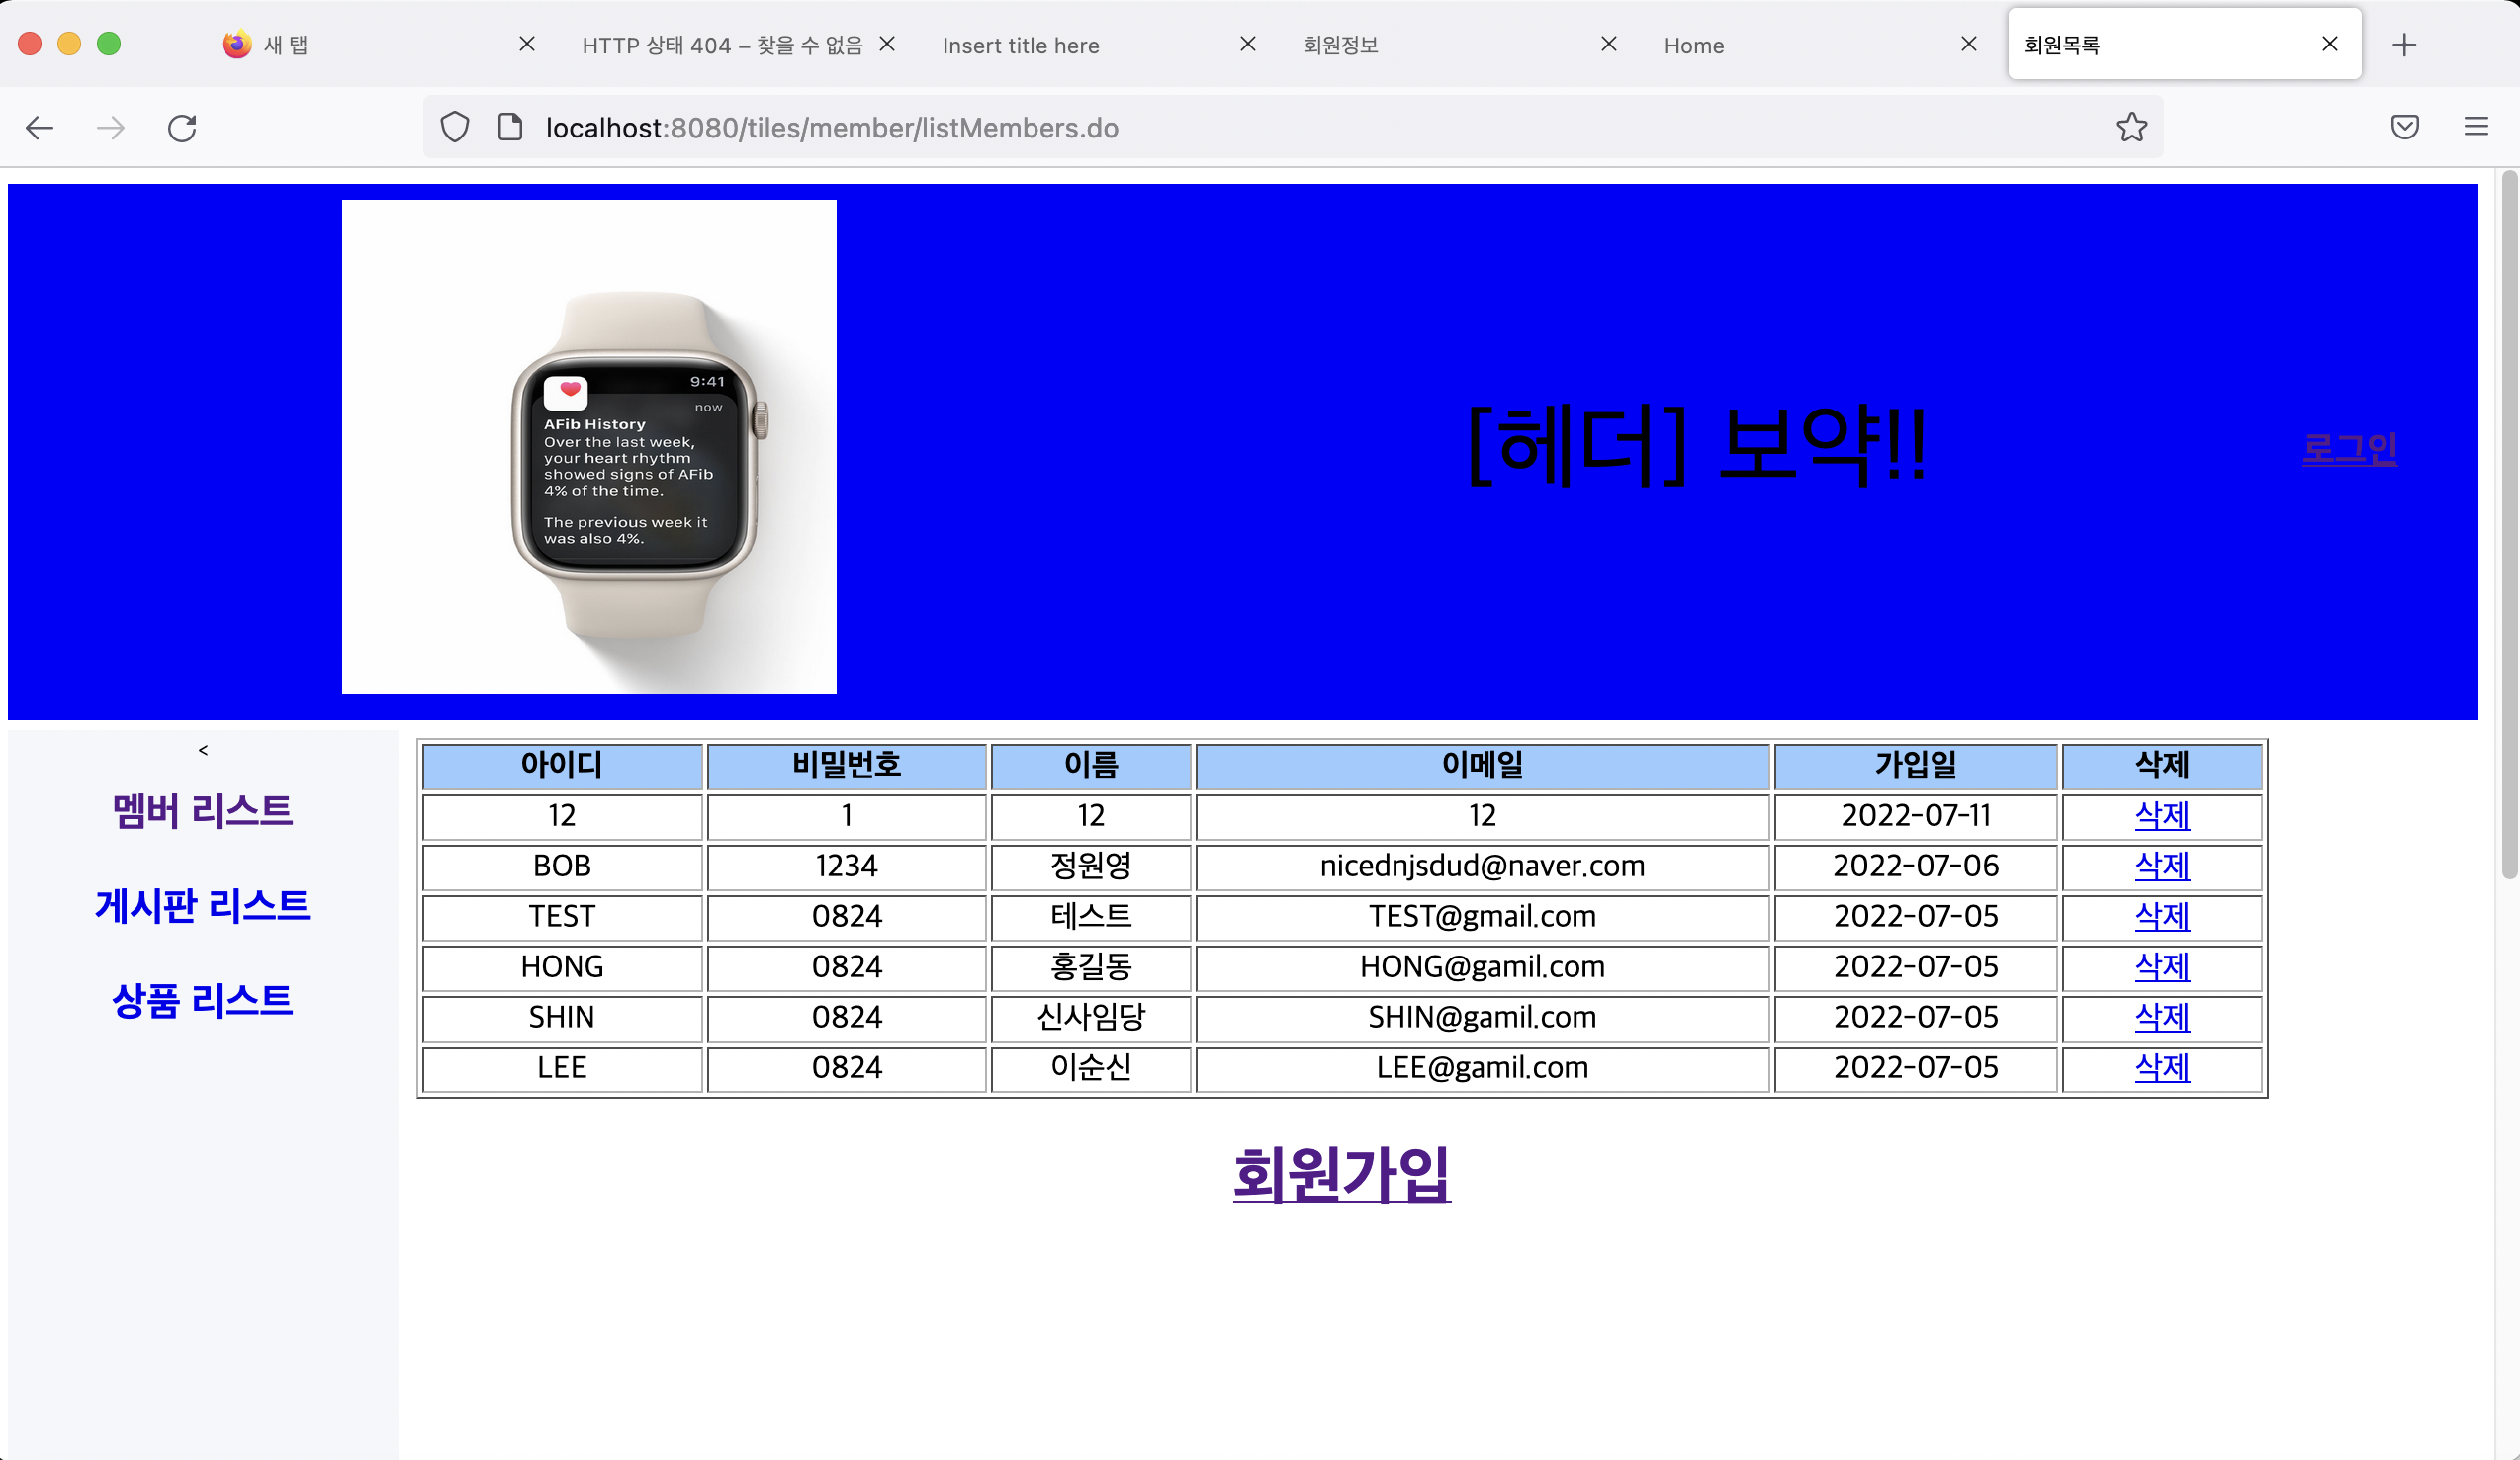 새 탭
HTTP 상태 404 – 찾을 수 없음
Insert title here
회원정보
Home
회원목록
localhost:8080/tiles/member/listMembers.do
9:41
now
AFib History
Over the last week,
your heart rhythm
showed signs of AFib
4% of the time.
The previous week it
was also 4%.
[헤더] 보약!!
로그인
<
멤버 리스트
게시판 리스트
상품 리스트
아이디 비밀번호 이름 이메일 가입일 삭제
12 1 12 12 2022-07-11 삭제
BOB 1234 정원영 nicednjsdud@naver.com 2022-07-06 삭제
TEST 0824 테스트 TEST@gmail.com 2022-07-05 삭제
HONG 0824 홍길동 HONG@gamil.com 2022-07-05 삭제
SHIN 0824 신사임당 SHIN@gamil.com 2022-07-05 삭제
LEE 0824 이순신 LEE@gamil.com 2022-07-05 삭제
회원가입